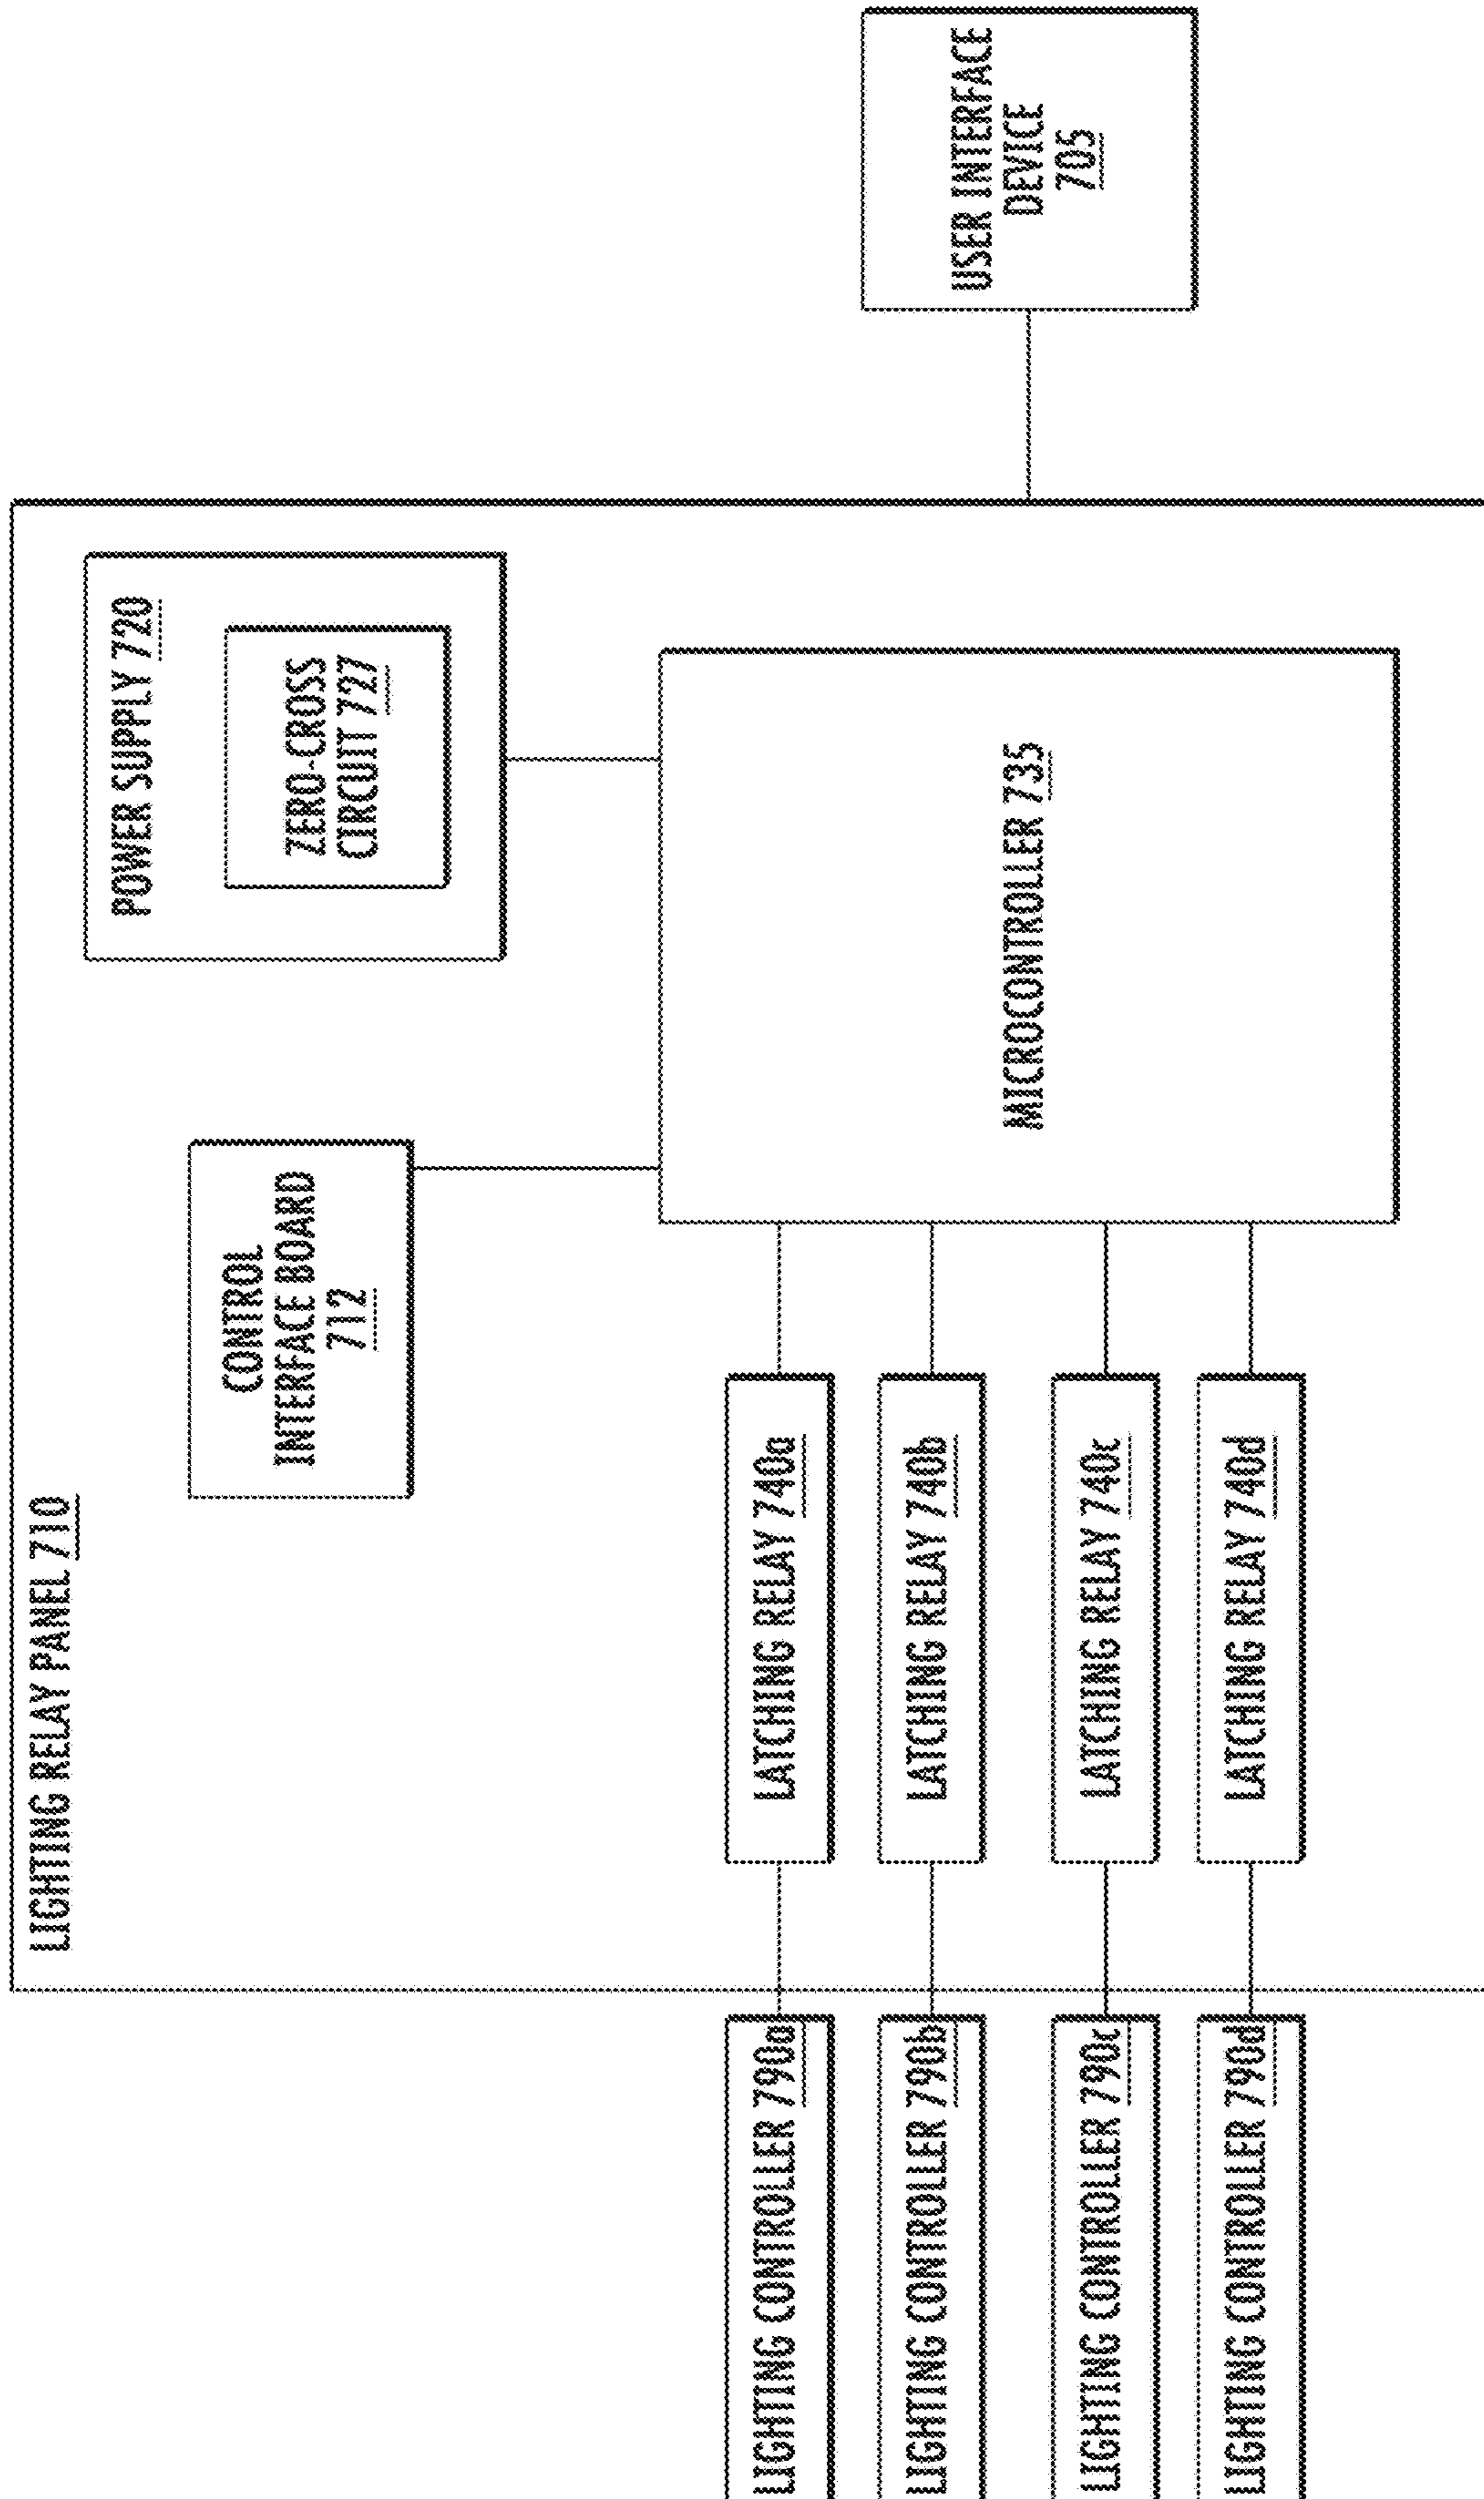 LIGHTING RELAY PANEL 710
CONTROL
INTERFACE BOARD
712
POWER SUPPLY 720
ZERO-CROSS
CIRCUIT 727
LIGHTING CONTROLLER 790a
LATCHING RELAY 740a
LIGHTING CONTROLLER 790b
LATCHING RELAY 740b
MICROCONTROLLER 735
USER INTERFACE
DEVICE
705
LIGHTING CONTROLLER 790c
LATCHING RELAY 740c
LIGHTING CONTROLLER 790d
LATCHING RELAY 740d